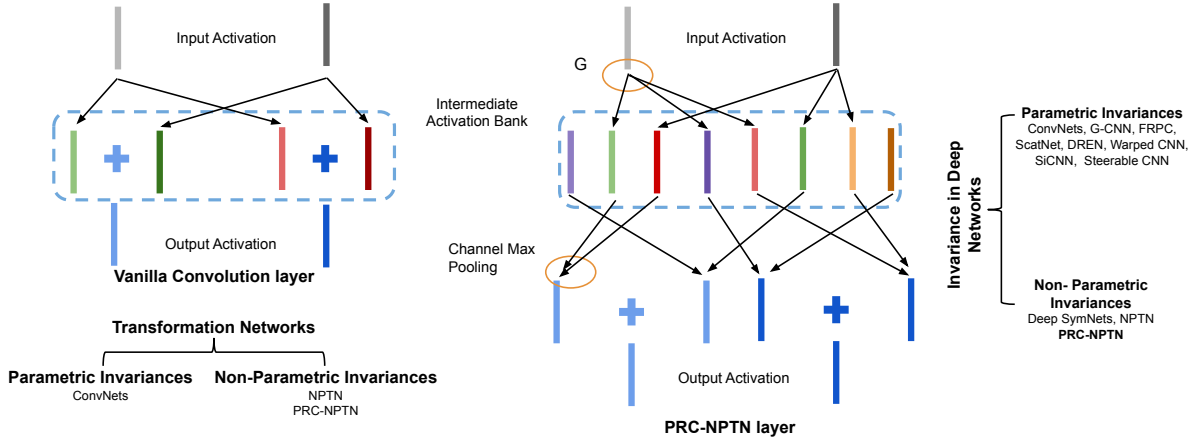 Input Activation
Output Activation
Vanilla Convolution layer
Transformation Networks
Parametric Invariances
ConvNets
Non-Parametric Invariances
NPTN
PRC-NPTN
Input Activation
G
Intermediate
Activation Bank
Channel Max
Pooling
Output Activation
PRC-NPTN layer
Invariance in Deep
Networks
Parametric Invariances
ConvNets, G-CNN, FRPC,
ScatNet, DREN, Warped CNN,
SiCNN, Steerable CNN
Non- Parametric
Invariances
Deep SymNets, NPTN
PRC-NPTN